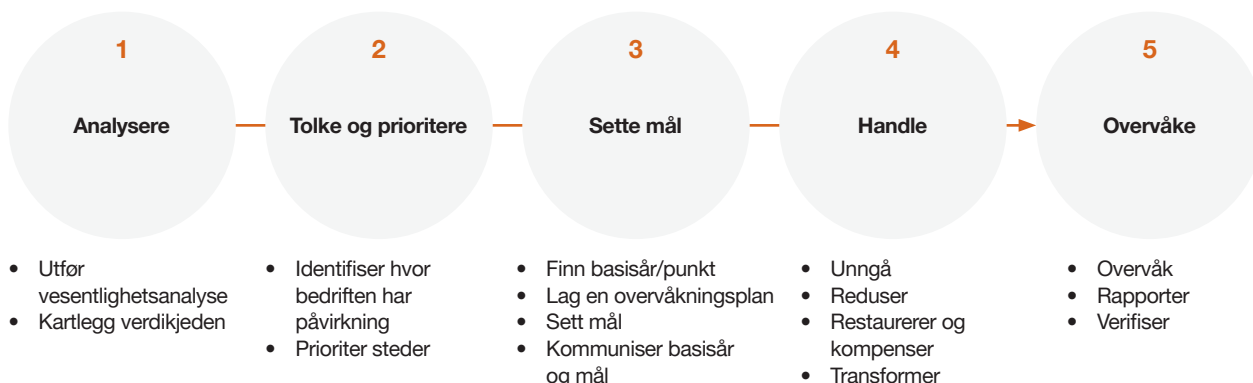 1
Analysere
• Utfør
vesentlighetsanalyse
• Kartlegg verdikjeden
2
Tolke og prioritere
• Identifiser hvor
bedriften har
påvirkning
• Prioriter steder
3
Sette mål
• Finn basisår/punkt
• Lag en overvåkningsplan
• Sett mål
• Kommuniser basisår
og mål
4
Handle
• Unngå
• Reduser
• Restaurerer og
kompenser
• Transformer
5
Overvåke
• Overvåk
• Rapporter
• Verifiser